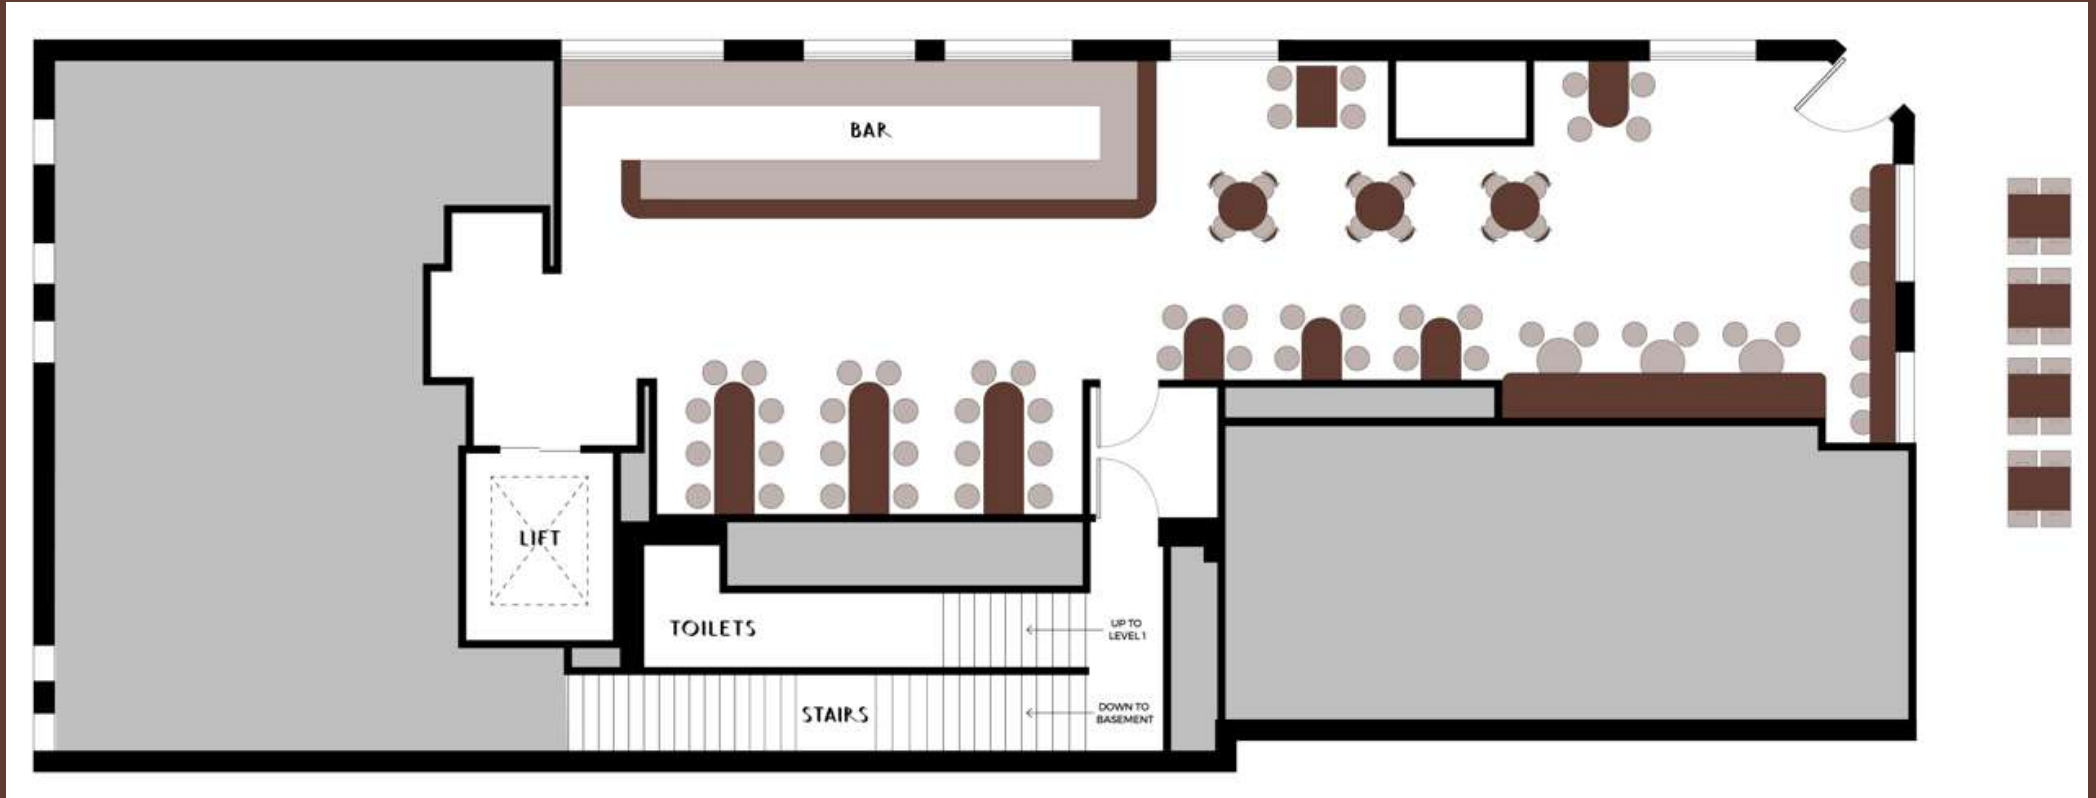 BAR
LIFT
TOILETS
UP TO
LEVEL 1
STAIRS
DOWN TO
BASEMENT